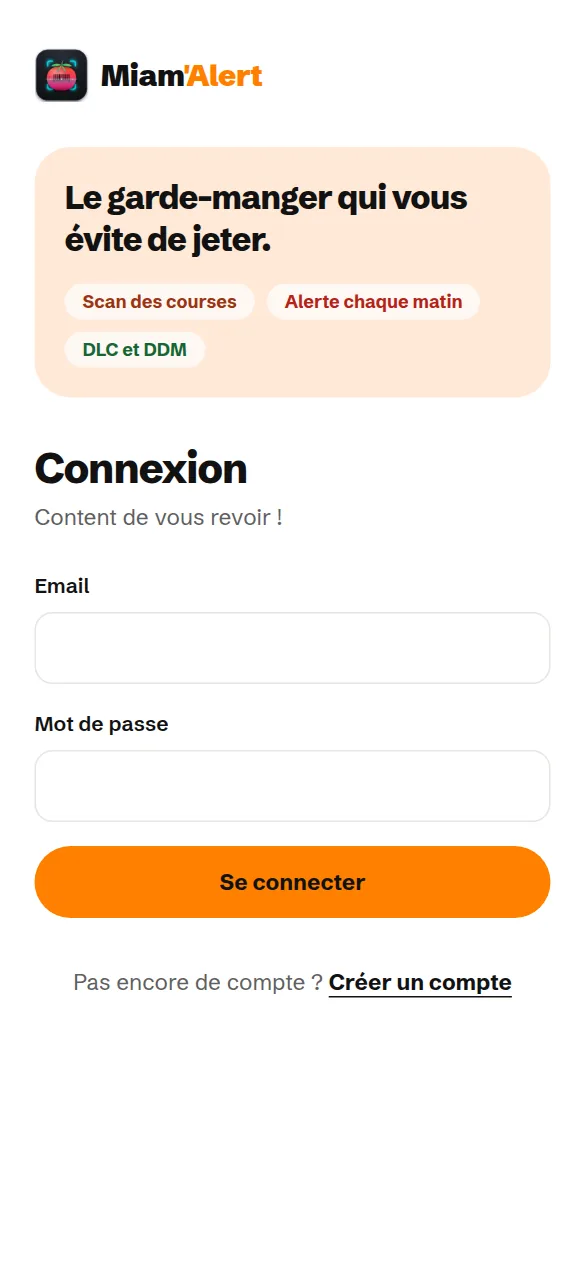 Miam'Alert
Le garde-manger qui vous
évite de jeter.
Scan des courses
Alerte chaque matin
DLC et DDM
Connexion
Content de vous revoir !
Email
Mot de passe
Se connecter
Pas encore de compte ? Créer un compte